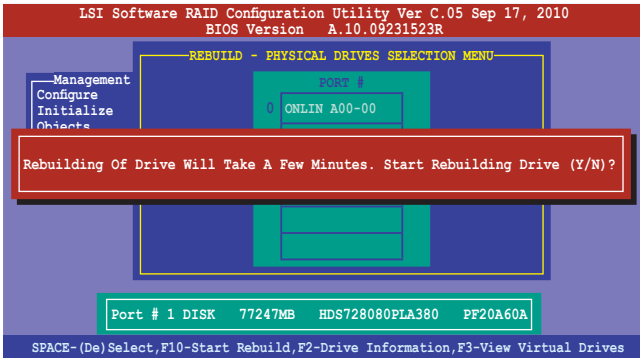 LSI Software RAID Configuration Utility Ver C.05 Sep 17, 2010
BIOS Version A.10.09231523R
REBUILD - PHYSICAL DRIVES SELECTION MENU
Management
PORT #
Configure
0 ONLIN A00-00
Initialize
Objects
Rebuilding Of Drive Will Take A Few Minutes. Start Rebuilding Drive (Y/N)?
Port # 1 DISK 77247MB HDS728080PLA380 PF20A60A
SPACE-(De)Select,F10-Start Rebuild,F2-Drive Information,F3-View Virtual Drives